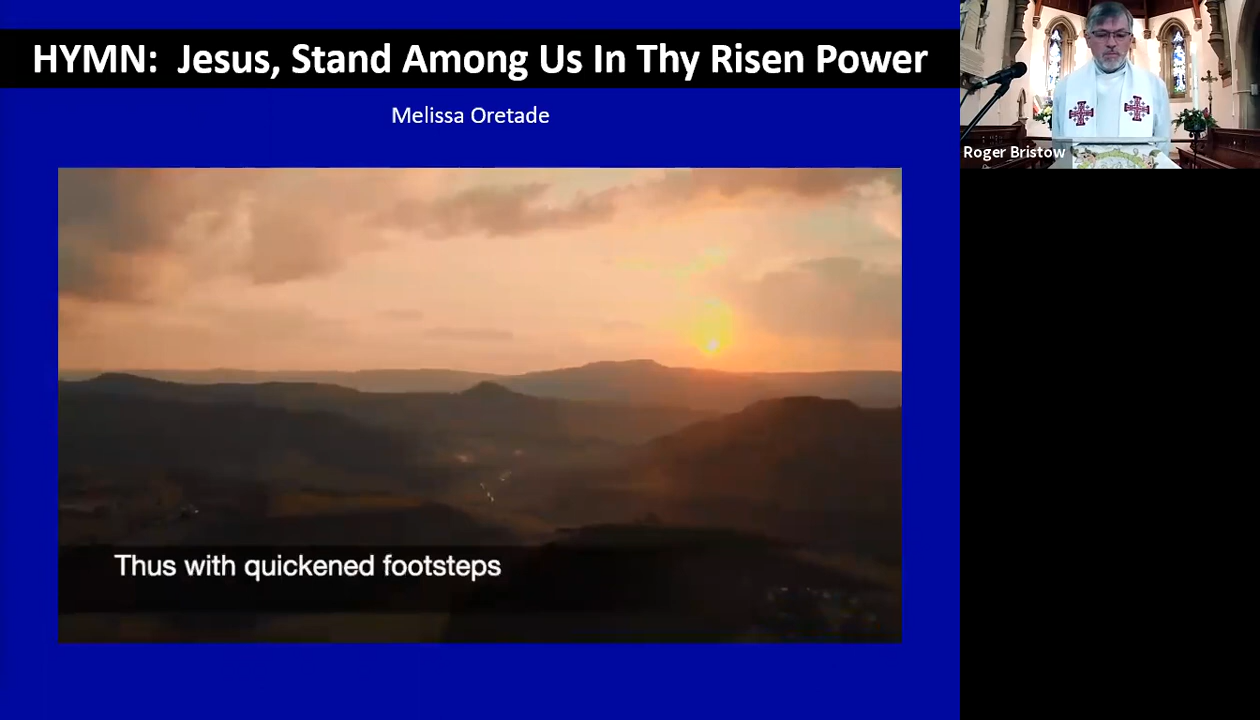 HYMN:  Jesus, Stand Among Us In Thy Risen Power
Melissa Oretade
Roger Bristow
Thus with quickened footsteps